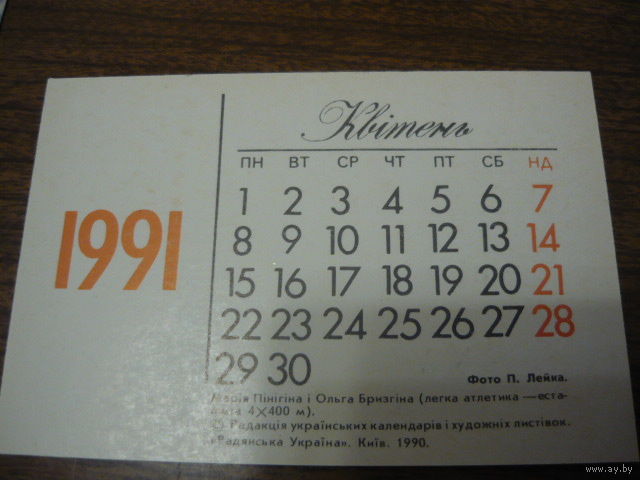 Квітень
1991
ПН ВТ СР ЧТ ПТ СБ НД
1 2 3 4 5 6 7
8 9 10 11 12 13 14
15 16 17 18 19 20 21
22 23 24 25 26 27 28
29 30
Фото П. Лейка.
Марія Пінігіна і Ольга Бризгіна (легка атлетика — еста-
фета 4×400 м).
© Редакція українських календарів і художніх листівок.
«Радянська Україна». Київ. 1990.
www.ay.by